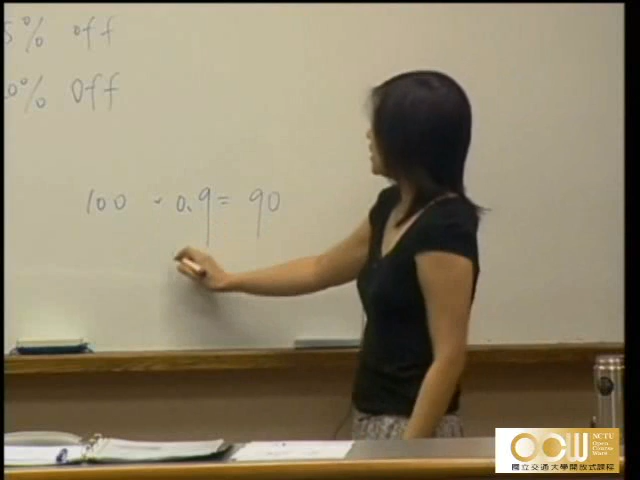 5% off
0% Off
100 · 0.9 = 90
OCW NCTU
Open
Course
Ware
國立交通大學開放式課程